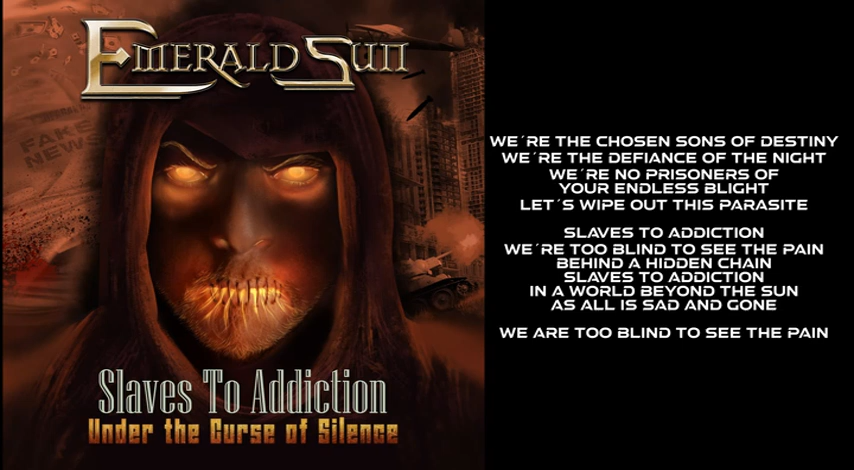 Emerald Sun
FAKE
NEWS
Slaves To Addiction
Under the Curse of Silence
WE´RE THE CHOSEN SONS OF DESTINY
WE´RE THE DEFIANCE OF THE NIGHT
WE´RE NO PRISONERS OF
YOUR ENDLESS BLIGHT
LET´S WIPE OUT THIS PARASITE
SLAVES TO ADDICTION
WE´RE TOO BLIND TO SEE THE PAIN
BEHIND A HIDDEN CHAIN
SLAVES TO ADDICTION
IN A WORLD BEYOND THE SUN
AS ALL IS SAD AND GONE
WE ARE TOO BLIND TO SEE THE PAIN